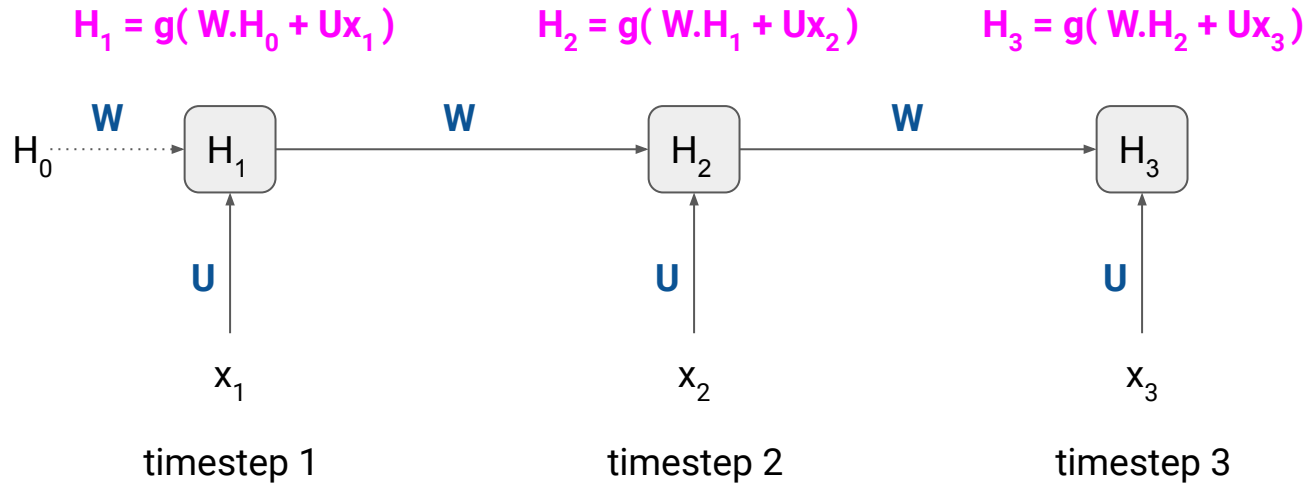 H₁ = g( W.H₀ + Ux₁ ) H₂ = g( W.H₁ + Ux₂ ) H₃ = g( W.H₂ + Ux₃ )
W W W
H₀ H₁ H₂ H₃
U U U
x₁ x₂ x₃
timestep 1 timestep 2 timestep 3